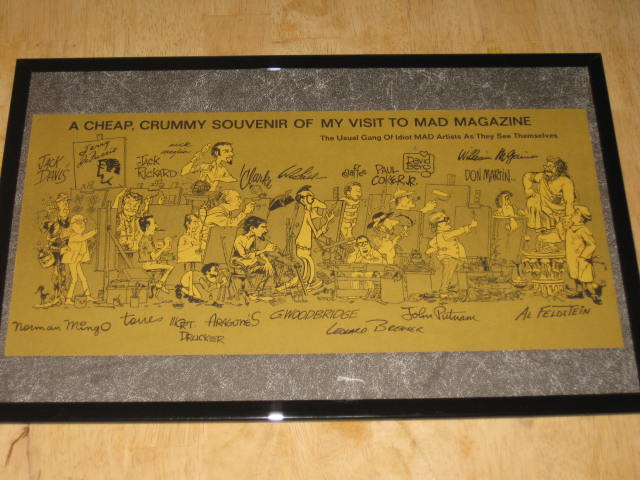 A CHEAP, CRUMMY SOUVENIR OF MY VISIT TO MAD MAGAZINE
The Usual Gang Of Idiot MAD Artists As They See Themselves
JACK DAVIS
JACK RICKARD
Clarke
jaffee
PAUL COKER JR.
David Berg
William M. Gaines
DON MARTIN
Norman Mingo
torres
MORT DRUCKER
ARAGONÉS
G. WOODBRIDGE
LEONARD BRENNER
John Putnam
AL FELDSTEIN